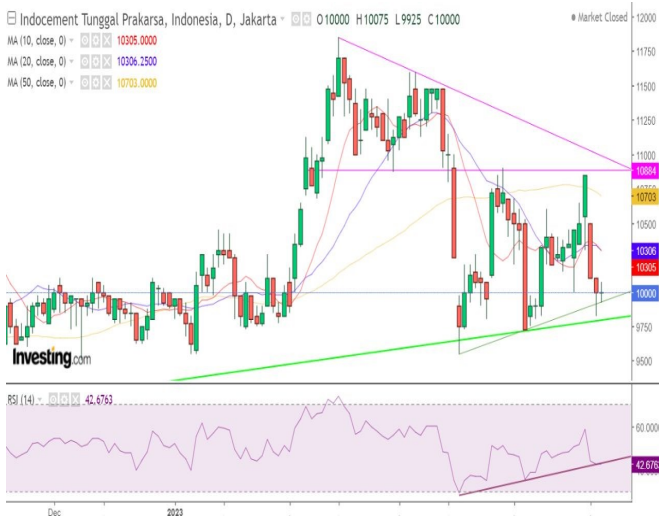 Indocement Tunggal Prakarsa, Indonesia, D, Jakarta O10000 H10075 L9925 C10000
Market Closed
MA (10, close, 0) 10305.0000
MA (20, close, 0) 10306.2500
MA (50, close, 0) 10703.0000
12000
11750
11500
11250
11000
10884
10703
10500
10306
10305
10000
9750
9500
Investing.com
RSI (14) 42.6763
60.0000
42.6763
Dec 2023